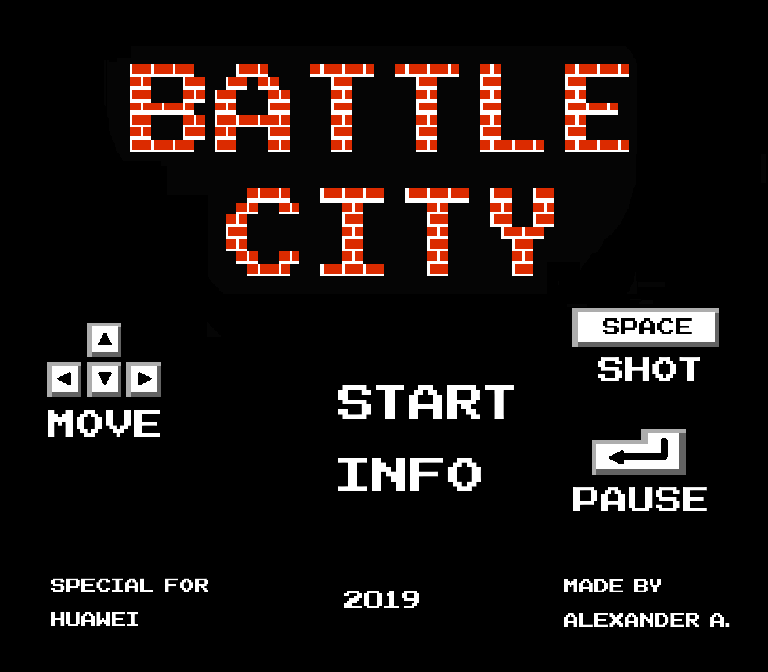 BATTLE
CITY
SPACE
SHOT
MOVE
START
INFO
PAUSE
SPECIAL FOR
HUAWEI
2019
MADE BY
ALEXANDER A.